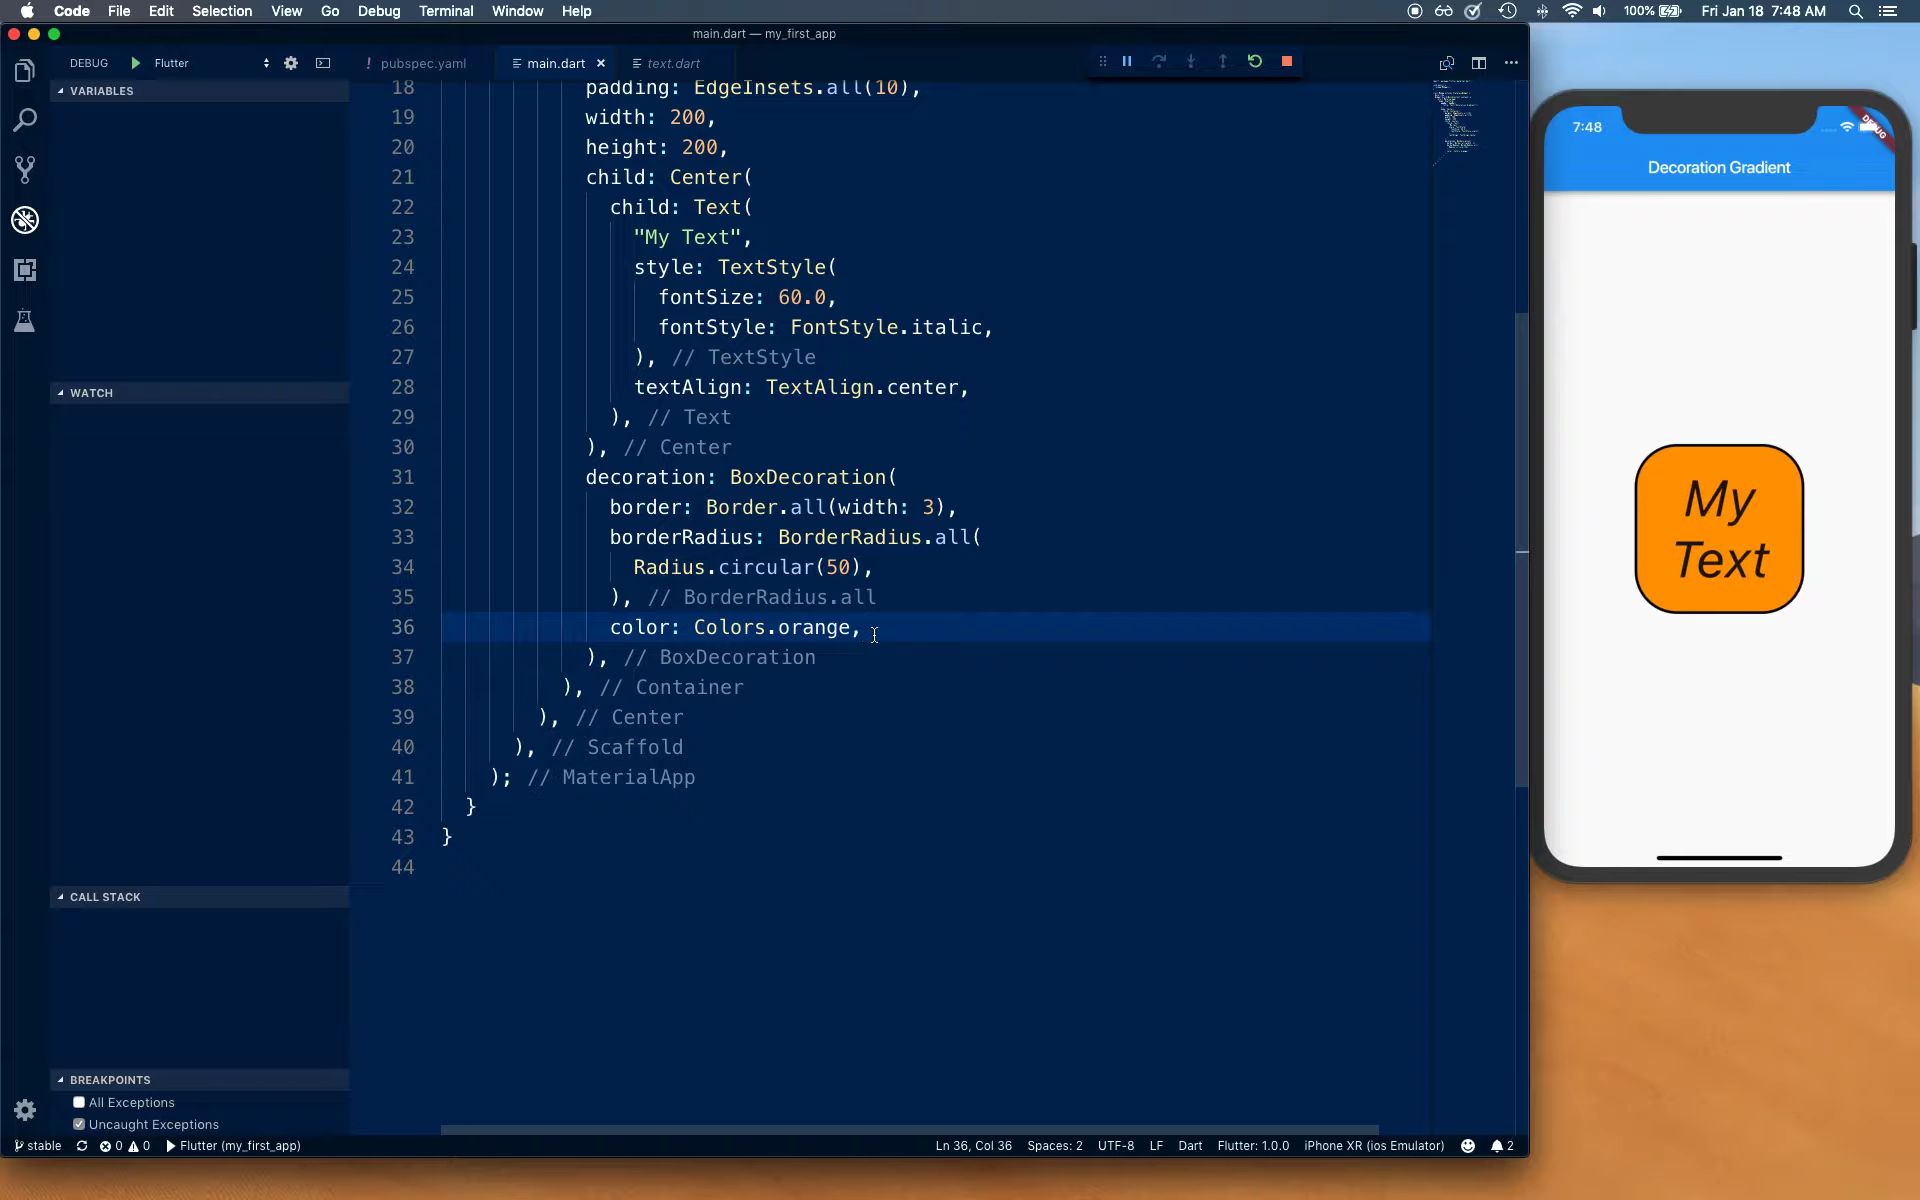 Code File Edit Selection View Go Debug Terminal Window Help 100% Fri Jan 18 7:48 AM
main.dart — my_first_app
DEBUG Flutter
! pubspec.yaml main.dart × text.dart
VARIABLES
WATCH
CALL STACK
BREAKPOINTS
All Exceptions
Uncaught Exceptions
18 padding: EdgeInsets.all(10),
19 width: 200,
20 height: 200,
21 child: Center(
22 child: Text(
23 "My Text",
24 style: TextStyle(
25 fontSize: 60.0,
26 fontStyle: FontStyle.italic,
27 ), // TextStyle
28 textAlign: TextAlign.center,
29 ), // Text
30 ), // Center
31 decoration: BoxDecoration(
32 border: Border.all(width: 3),
33 borderRadius: BorderRadius.all(
34 Radius.circular(50),
35 ), // BorderRadius.all
36 color: Colors.orange,
37 ), // BoxDecoration
38 ), // Container
39 ), // Center
40 ), // Scaffold
41 ); // MaterialApp
42 }
43 }
44
stable 0 0 Flutter (my_first_app) Ln 36, Col 36 Spaces: 2 UTF-8 LF Dart Flutter: 1.0.0 iPhone XR (ios Emulator) 2
7:48
DEBUG
Decoration Gradient
My
Text